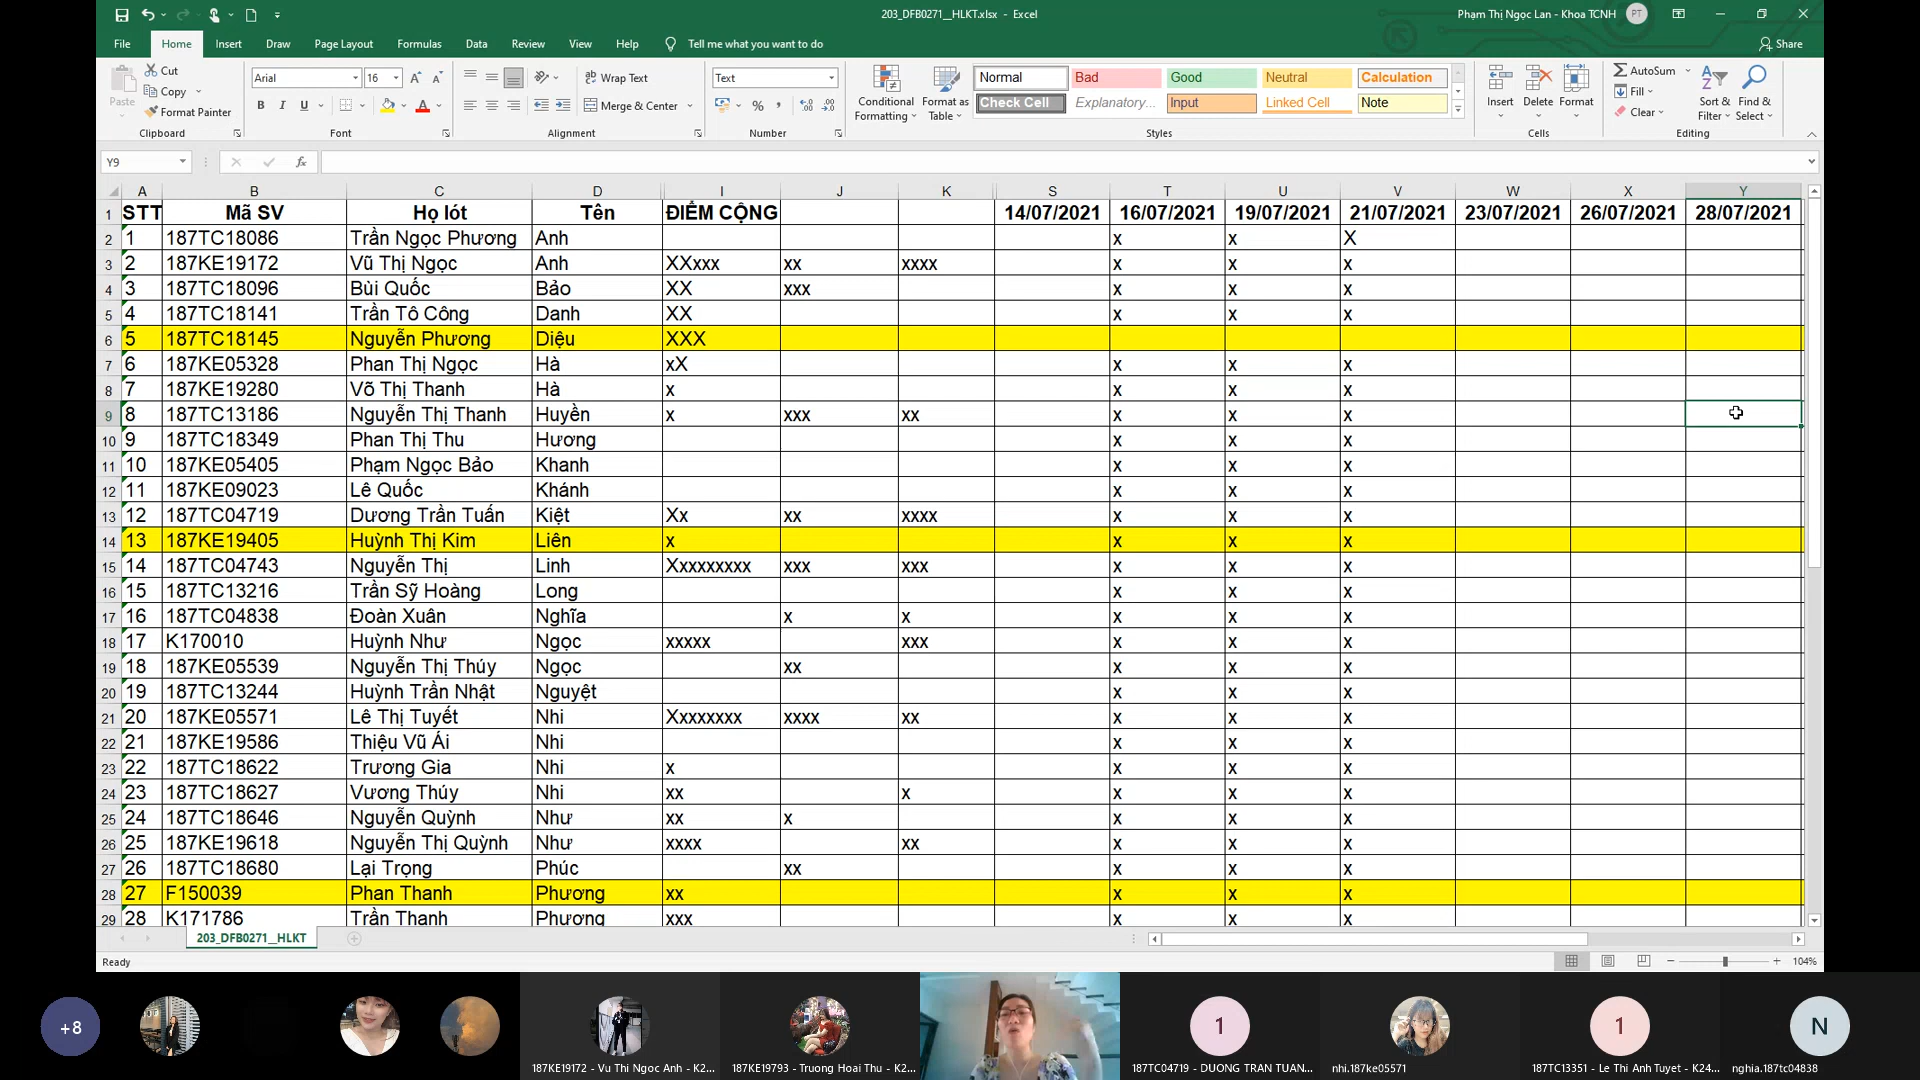 203_DFB0271__HLKT.xlsx - Excel
Phạm Thị Ngọc Lan - Khoa TCNH PT
File Home Insert Draw Page Layout Formulas Data Review View Help Tell me what you want to do Share
Paste Cut Copy Format Painter Clipboard
Arial 16 B I U Font
Wrap Text Merge & Center Alignment
Text % Number
Conditional Formatting Format as Table
Normal Bad Good Neutral Calculation
Check Cell Explanatory... Input Linked Cell Note
Styles
Insert Delete Format Cells
AutoSum Fill Clear Sort & Filter Find & Select Editing
Y9 fx
A B C D I J K S T U V W X Y
1 STT Mã SV Họ lót Tên ĐIỂM CỘNG 14/07/2021 16/07/2021 19/07/2021 21/07/2021 23/07/2021 26/07/2021 28/07/2021
2 1 187TC18086 Trần Ngọc Phương Anh x x X
3 2 187KE19172 Vũ Thị Ngọc Anh XXxxx xx xxxx x x x
4 3 187TC18096 Bùi Quốc Bảo XX xxx x x x
5 4 187TC18141 Trần Tô Công Danh XX x x x
6 5 187TC18145 Nguyễn Phương Diệu XXX
7 6 187KE05328 Phan Thị Ngọc Hà xX x x x
8 7 187KE19280 Võ Thị Thanh Hà x x x x
9 8 187TC13186 Nguyễn Thị Thanh Huyền x xxx xx x x x
10 9 187TC18349 Phan Thị Thu Hương x x x
11 10 187KE05405 Phạm Ngọc Bảo Khanh x x x
12 11 187KE09023 Lê Quốc Khánh x x x
13 12 187TC04719 Dương Trần Tuấn Kiệt Xx xx xxxx x x x
14 13 187KE19405 Huỳnh Thị Kim Liên x x x x
15 14 187TC04743 Nguyễn Thị Linh Xxxxxxxxx xxx xxx x x x
16 15 187TC13216 Trần Sỹ Hoàng Long x x x
17 16 187TC04838 Đoàn Xuân Nghĩa x x x x x
18 17 K170010 Huỳnh Như Ngọc xxxxx xxx x x x
19 18 187KE05539 Nguyễn Thị Thúy Ngọc xx x x x
20 19 187TC13244 Huỳnh Trần Nhật Nguyệt x x x
21 20 187KE05571 Lê Thị Tuyết Nhi Xxxxxxxx xxxx xx x x x
22 21 187KE19586 Thiệu Vũ Ái Nhi x x x
23 22 187TC18622 Trương Gia Nhi x x x x
24 23 187TC18627 Vương Thúy Nhi xx x x x x
25 24 187TC18646 Nguyễn Quỳnh Như xx x x x x
26 25 187KE19618 Nguyễn Thị Quỳnh Như xxxx xx x x x
27 26 187TC18680 Lại Trọng Phúc xx x x x
28 27 F150039 Phan Thanh Phương xx x x x
29 28 K171786 Trần Thanh Phương xxx x x x
203_DFB0271__HLKT
Ready 104%
+8 1 1 N
187KE19172 - Vu Thi Ngoc Anh - K2... 187KE19793 - Truong Hoai Thu - K2... 187TC04719 - DUONG TRAN TUAN... nhi.187ke05571 187TC13351 - Le Thi Anh Tuyet - K24... nghia.187tc04838